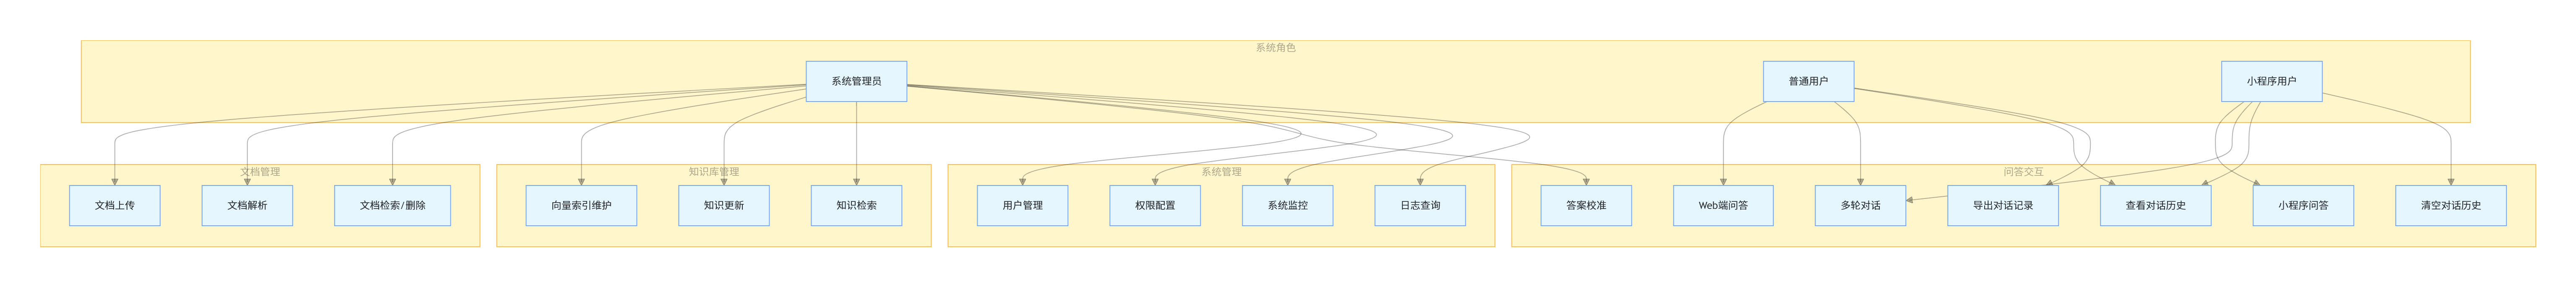 系统角色
系统管理员
普通用户
小程序用户
文档管理
知识库管理
系统管理
问答交互
文档上传
文档解析
文档检索/删除
向量索引维护
知识更新
知识检索
用户管理
权限配置
系统监控
日志查询
答案校准
Web端问答
多轮对话
导出对话记录
查看对话历史
小程序问答
清空对话历史